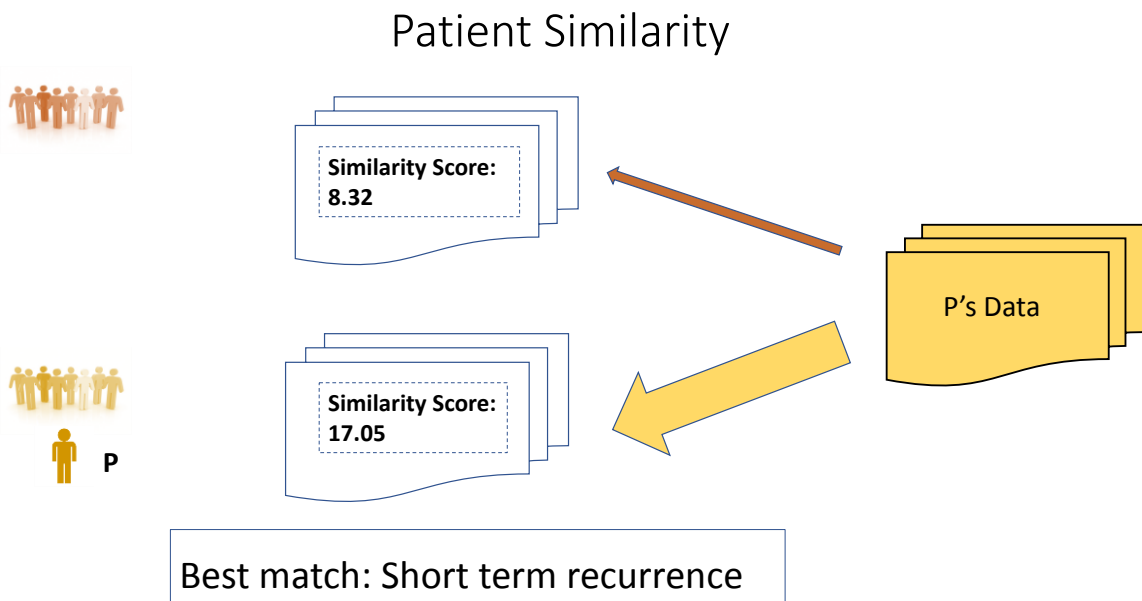 Patient Similarity
Similarity Score:
8.32
P's Data
Similarity Score:
17.05
P
Best match: Short term recurrence